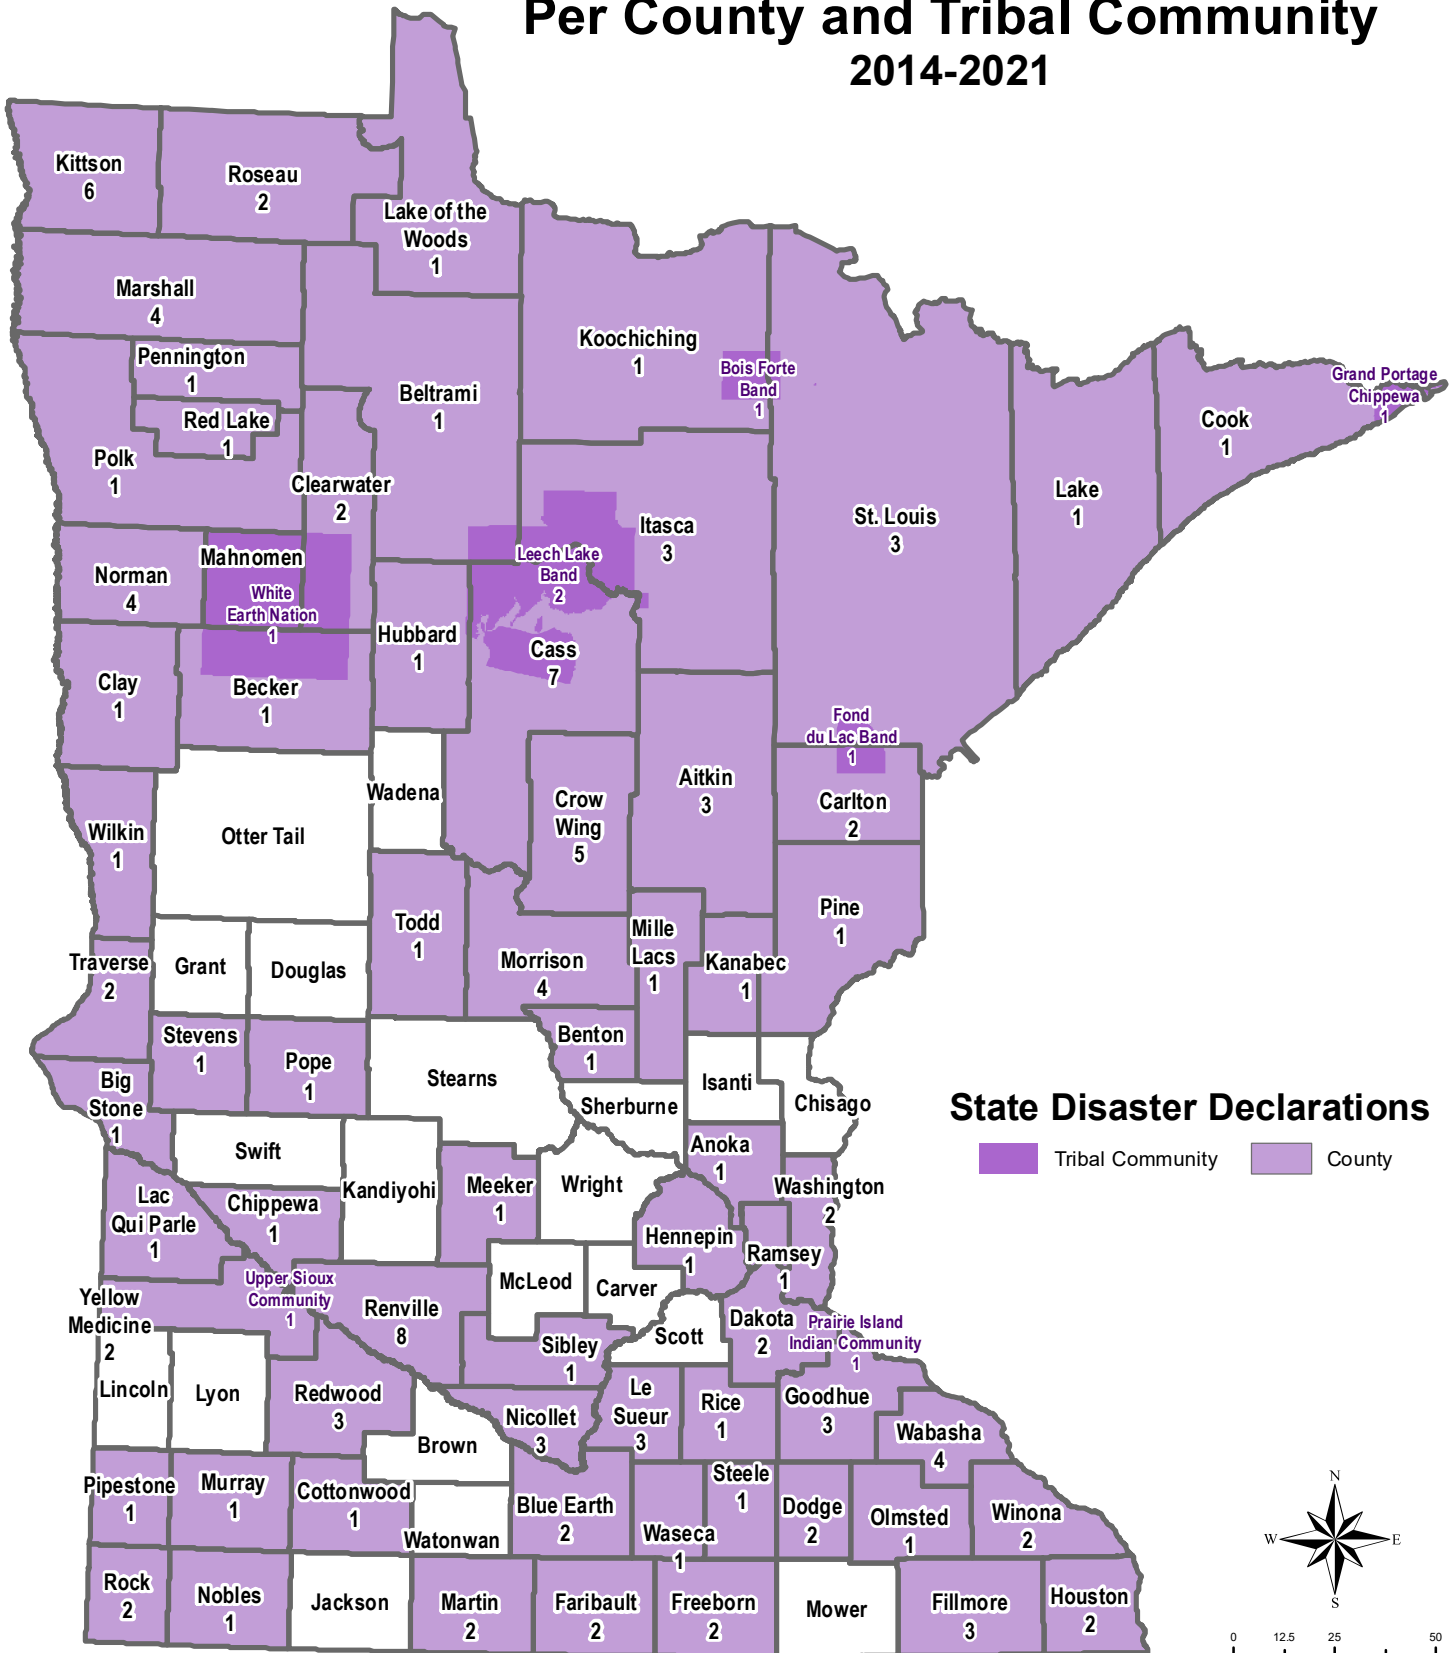 Per County and Tribal Community
2014-2021
Kittson
6
Roseau
2
Lake of the
Woods
1
Marshall
4
Pennington
1
Red Lake
1
Polk
1
Clearwater
2
Beltrami
1
Koochiching
1
Bois Forte
Band
1
Grand Portage
Chippewa
1
Cook
1
Lake
1
St. Louis
3
Itasca
3
Leech Lake
Band
2
Cass
7
Norman
4
Mahnomen
White
Earth Nation
1
Hubbard
1
Clay
1
Becker
1
Fond
du Lac Band
1
Carlton
2
Aitkin
3
Crow
Wing
5
Wadena
Otter Tail
Wilkin
1
Todd
1
Morrison
4
Mille
Lacs
1
Kanabec
1
Pine
1
Traverse
2
Grant
Douglas
Stevens
1
Pope
1
Stearns
Benton
1
Isanti
Chisago
Sherburne
Big
Stone
1
Swift
Kandiyohi
Meeker
1
Wright
Anoka
1
Washington
2
Hennepin
1
Ramsey
1
Lac
Qui Parle
1
Chippewa
1
Upper Sioux
Community
1
Yellow
Medicine
2
Renville
8
McLeod
Carver
Scott
Dakota
2
Prairie Island
Indian Community
1
Sibley
1
Lincoln
Lyon
Redwood
3
Brown
Nicollet
3
Le
Sueur
3
Rice
1
Goodhue
3
Wabasha
4
Pipestone
1
Murray
1
Cottonwood
1
Watonwan
Blue Earth
2
Waseca
1
Steele
1
Dodge
2
Olmsted
1
Winona
2
Rock
2
Nobles
1
Jackson
Martin
2
Faribault
2
Freeborn
2
Mower
Fillmore
3
Houston
2
State Disaster Declarations
Tribal Community
County
N
W E
S
0 12.5 25 50